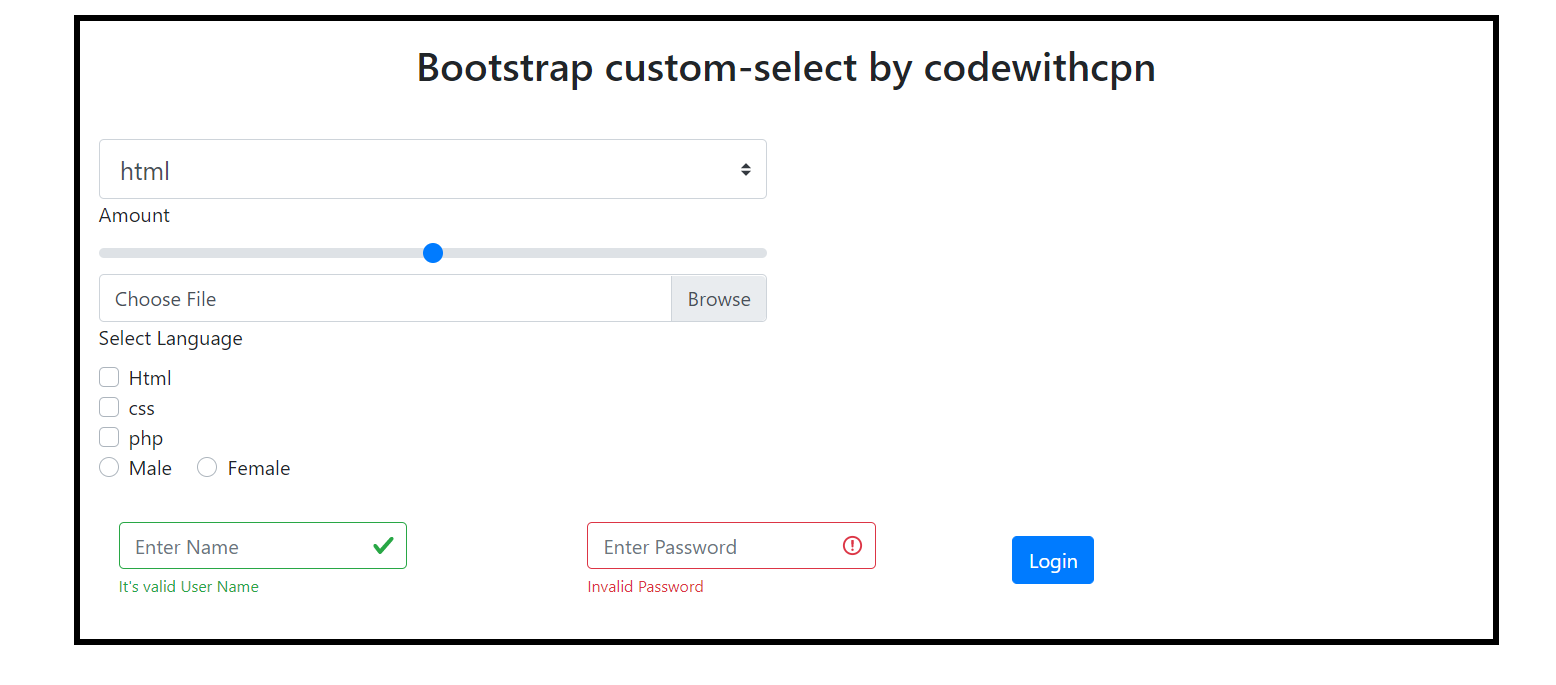 Bootstrap custom-select by codewithcpn
html
Amount
Choose File Browse
Select Language
Html
css
php
Male Female
Enter Name Enter Password Login
It's valid User Name Invalid Password